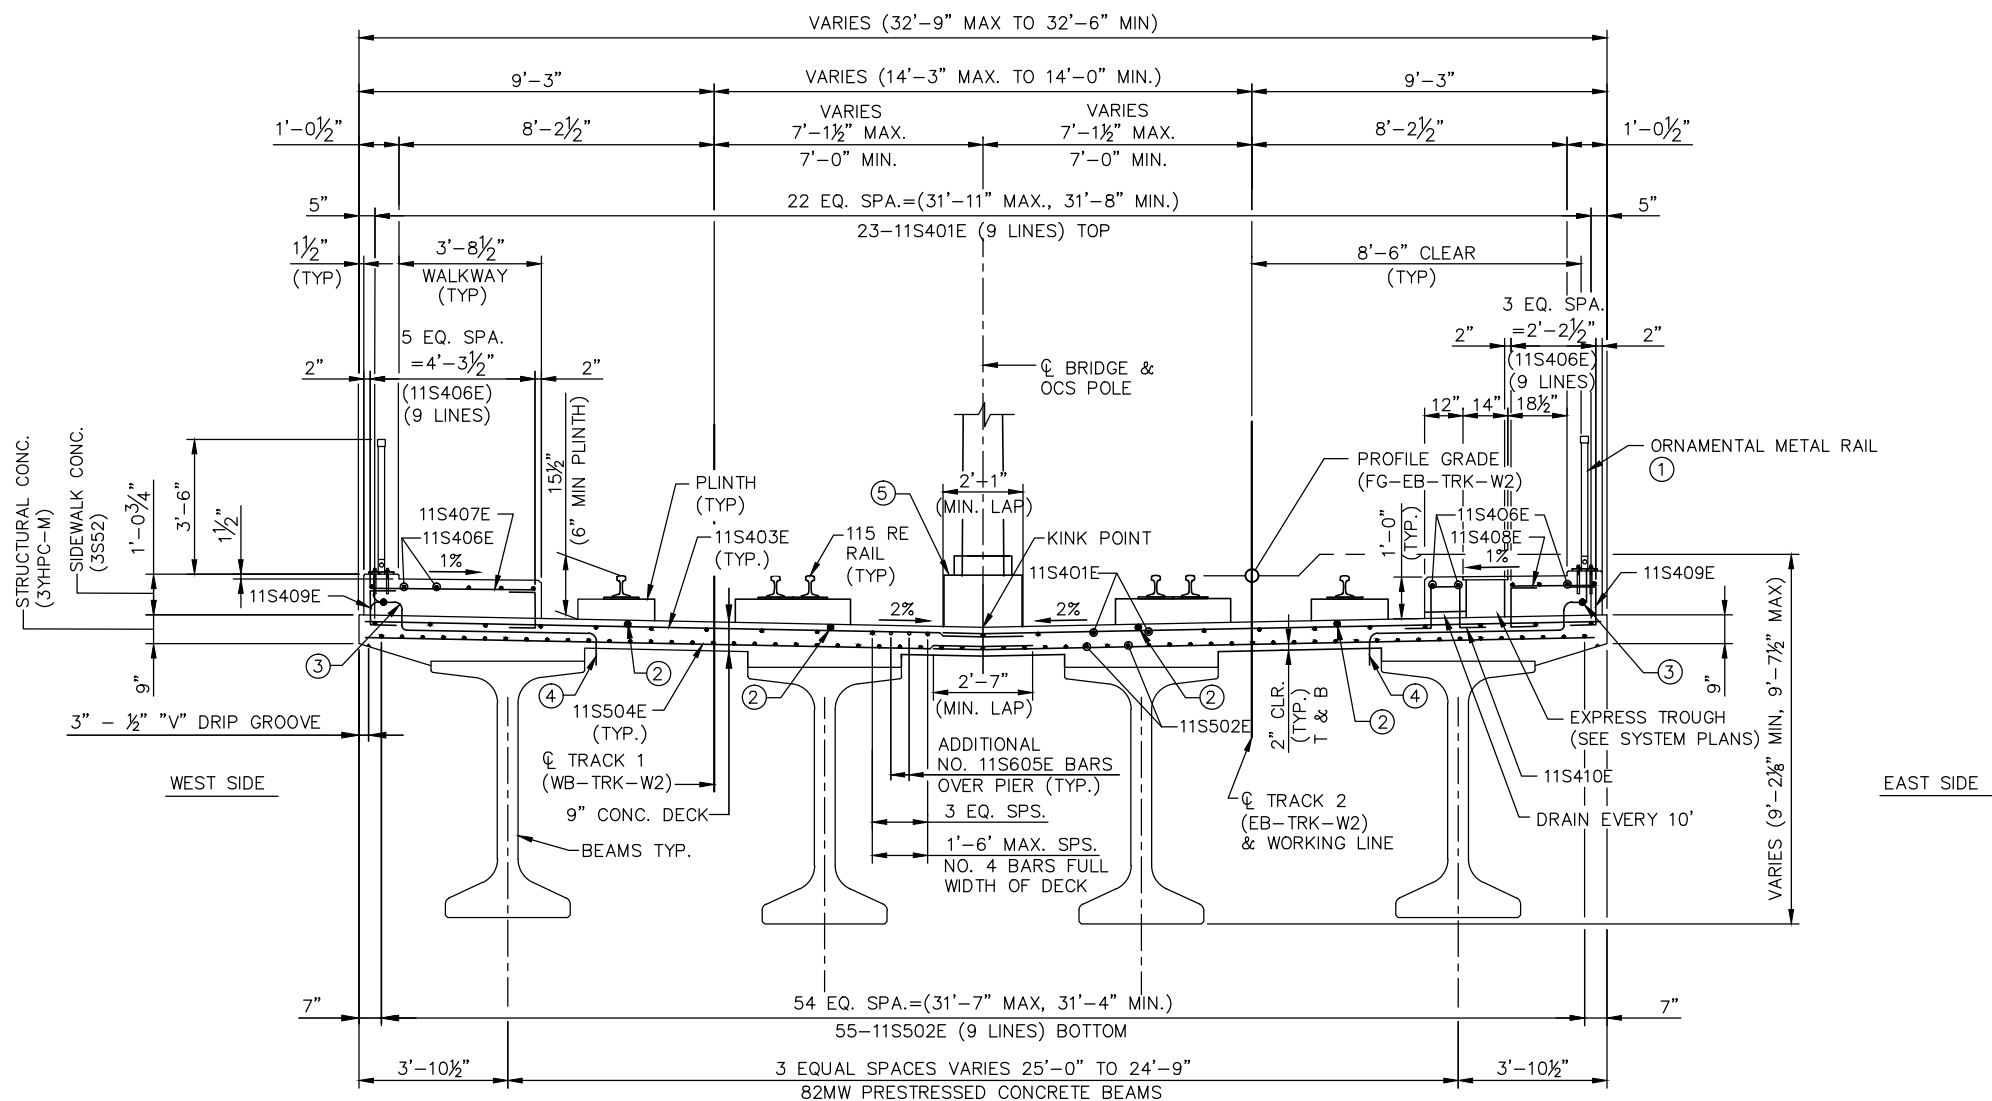 VARIES (32'-9" MAX TO 32'-6" MIN)
9'-3"
VARIES (14'-3" MAX. TO 14'-0" MIN.)
9'-3"
1'-0½"
8'-2½"
VARIES
7'-1½" MAX.
7'-0" MIN.
VARIES
7'-1½" MAX.
7'-0" MIN.
8'-2½"
1'-0½"
5"
22 EQ. SPA.=(31'-11" MAX., 31'-8" MIN.)
23-11S401E (9 LINES) TOP
5"
1½"
(TYP)
3'-8½"
WALKWAY
(TYP)
8'-6" CLEAR
(TYP)
2"
5 EQ. SPA.
=4'-3½"
(11S406E)
(9 LINES)
2"
3 EQ. SPA.
=2'-2½"
(11S406E)
(9 LINES)
2"
2"
℄ BRIDGE &
OCS POLE
12"
14"
18½"
STRUCTURAL CONC.
(3YHPC-M)
SIDEWALK CONC.
(3S52)
1'-0¾"
3'-6"
1½"
9"
11S407E
11S406E
1%
11S409E
15½"
(6" MIN PLINTH)
PLINTH
(TYP)
11S403E
(TYP.)
115 RE
RAIL
(TYP)
5
2'-1"
(MIN. LAP)
KINK POINT
11S401E
2%
2%
PROFILE GRADE
(FG-EB-TRK-W2)
1'-0"
(TYP.)
11S406E
11S408E
1%
ORNAMENTAL METAL RAIL
1
11S409E
3
4
2
2
2'-7"
(MIN. LAP)
11S502E
2
2" CLR.
(TYP.)
T & B
2
4
3
9"
VARIES (9'-2⅛" MIN, 9'-7½" MAX)
3" - ½" "V" DRIP GROOVE
11S504E
(TYP.)
℄ TRACK 1
(WB-TRK-W2)
9" CONC. DECK
BEAMS TYP.
ADDITIONAL
NO. 11S605E BARS
OVER PIER (TYP.)
3 EQ. SPS.
1'-6' MAX. SPS.
NO. 4 BARS FULL
WIDTH OF DECK
℄ TRACK 2
(EB-TRK-W2)
& WORKING LINE
EXPRESS TROUGH
(SEE SYSTEM PLANS)
11S410E
DRAIN EVERY 10'
WEST SIDE
EAST SIDE
7"
54 EQ. SPA.=(31'-7" MAX, 31'-4" MIN.)
55-11S502E (9 LINES) BOTTOM
7"
3'-10½"
3 EQUAL SPACES VARIES 25'-0" TO 24'-9"
82MW PRESTRESSED CONCRETE BEAMS
3'-10½"